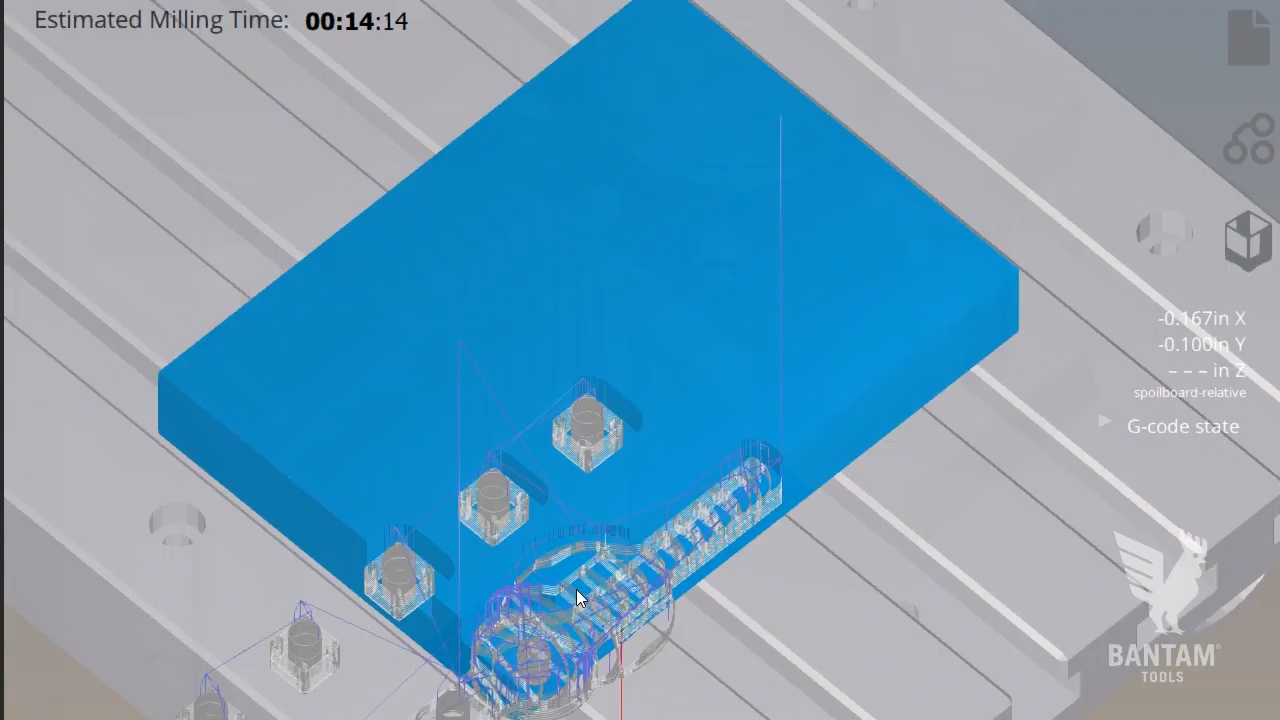 Estimated Milling Time: 00:14:14
-0.167in X
-0.100in Y
- - - in Z
spoilboard-relative
G-code state
BANTAM
TOOLS